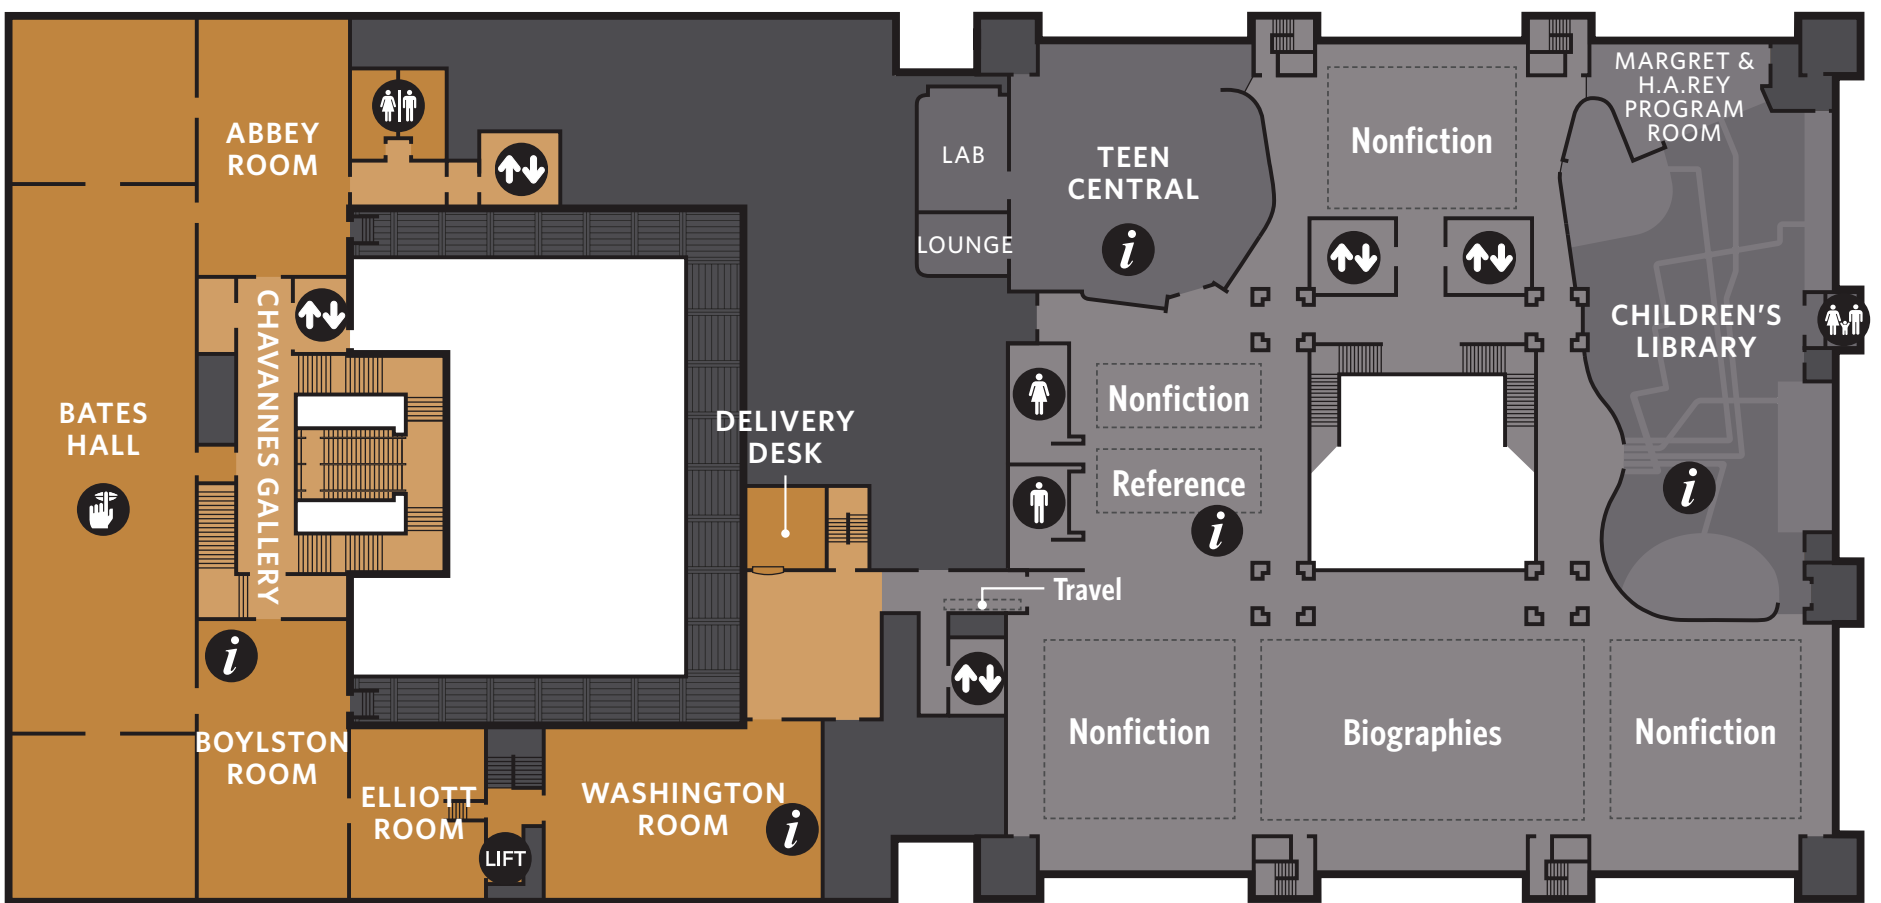 ABBEY
ROOM
BATES
HALL
CHAVANNES GALLERY
BOYLSTON
ROOM
ELLIOTT
ROOM
LIFT
WASHINGTON
ROOM
i
i
DELIVERY
DESK
LAB
LOUNGE
TEEN
CENTRAL
i
Nonfiction
MARGRET &
H.A.REY
PROGRAM
ROOM
CHILDREN'S
LIBRARY
i
Nonfiction
Reference
i
Travel
Nonfiction
Biographies
Nonfiction